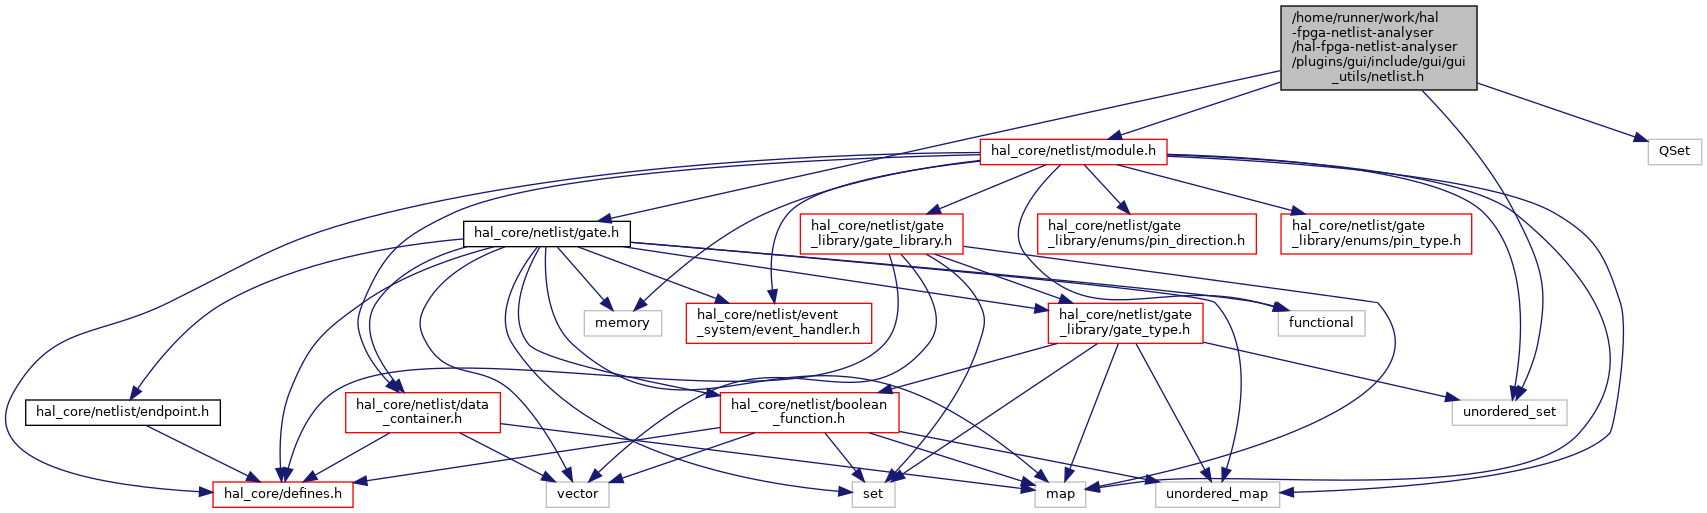 /home/runner/work/hal
-fpga-netlist-analyser
/hal-fpga-netlist-analyser
/plugins/gui/include/gui/gui
_utils/netlist.h
hal_core/netlist/module.h
QSet
hal_core/netlist/gate.h
hal_core/netlist/gate
_library/gate_library.h
hal_core/netlist/gate
_library/enums/pin_direction.h
hal_core/netlist/gate
_library/enums/pin_type.h
memory
hal_core/netlist/event
_system/event_handler.h
hal_core/netlist/gate
_library/gate_type.h
functional
hal_core/netlist/endpoint.h
hal_core/netlist/data
_container.h
hal_core/netlist/boolean
_function.h
unordered_set
hal_core/defines.h
vector
set
map
unordered_map